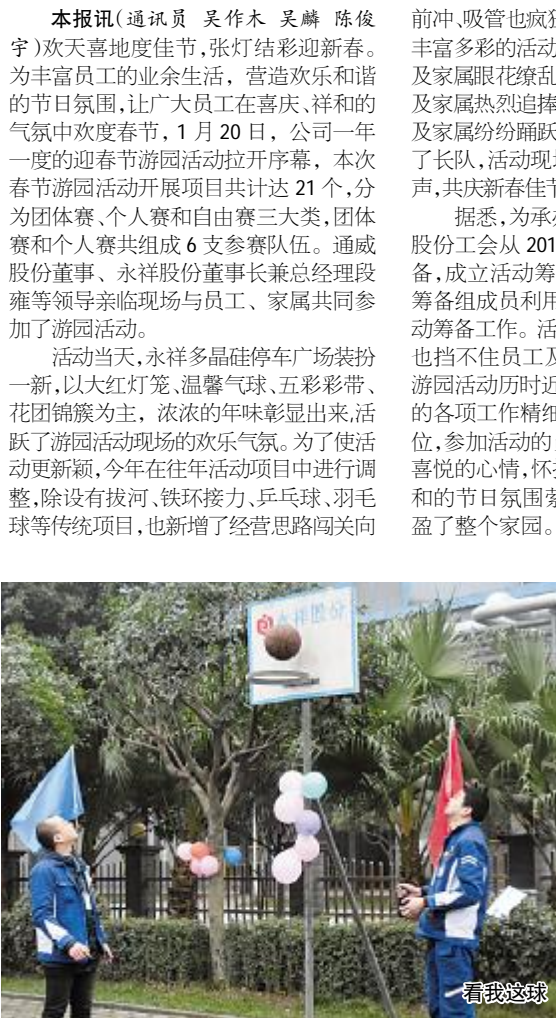 本报讯(通讯员 吴作木 吴麟 陈俊
宇)欢天喜地度佳节,张灯结彩迎新春。
为丰富员工的业余生活，营造欢乐和谐
的节日氛围,让广大员工在喜庆、祥和的
气氛中欢度春节，1 月 20 日，公司一年
一度的迎春节游园活动拉开序幕，本次
春节游园活动开展项目共计达 21 个,分
为团体赛、个人赛和自由赛三大类,团体
赛和个人赛共组成 6 支参赛队伍。通威
股份董事、永祥股份董事长兼总经理段
雍等领导亲临现场与员工、家属共同参
加了游园活动。
活动当天,永祥多晶硅停车广场装扮
一新,以大红灯笼、温馨气球、五彩彩带、
花团锦簇为主，浓浓的年味彰显出来,活
跃了游园活动现场的欢乐气氛。为了使活
动更新颖,今年在往年活动项目中进行调
整,除设有拔河、铁环接力、乒乓球、羽毛
球等传统项目,也新增了经营思路闯关向
前冲、吸管也疯狂
丰富多彩的活动
及家属眼花缭乱
及家属热烈追捧
及家属纷纷踊跃
了长队,活动现场
声,共庆新春佳节
据悉,为承办
股份工会从 201
备,成立活动筹
筹备组成员利用
动筹备工作。活
也挡不住员工及
游园活动历时近
的各项工作精细
位,参加活动的
喜悦的心情,怀
和的节日氛围萦
盈了整个家园。
永祥股份
看我这球